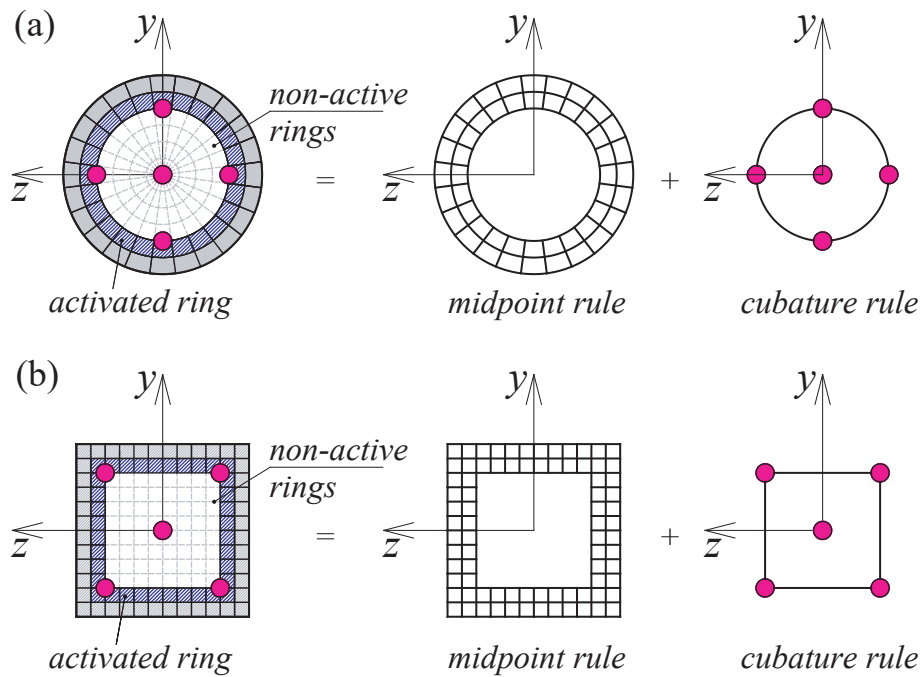 (a)
y
non-active
rings
z
=
z
+
y
z
y
activated ring
midpoint rule
cubature rule
(b)
y
y
y
non-active
rings
z
=
z
+
z
activated ring
midpoint rule
cubature rule